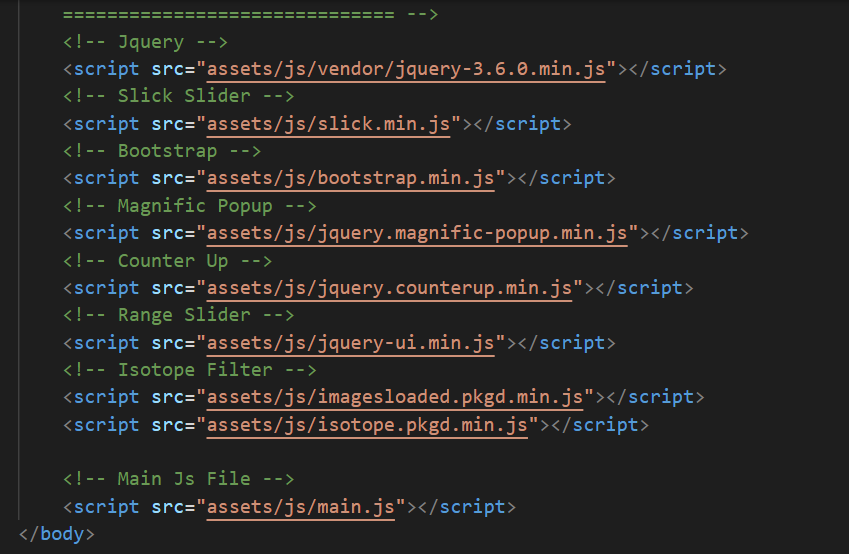 ============================== -->
<!-- Jquery -->
<script src="assets/js/vendor/jquery-3.6.0.min.js"></script>
<!-- Slick Slider -->
<script src="assets/js/slick.min.js"></script>
<!-- Bootstrap -->
<script src="assets/js/bootstrap.min.js"></script>
<!-- Magnific Popup -->
<script src="assets/js/jquery.magnific-popup.min.js"></script>
<!-- Counter Up -->
<script src="assets/js/jquery.counterup.min.js"></script>
<!-- Range Slider -->
<script src="assets/js/jquery-ui.min.js"></script>
<!-- Isotope Filter -->
<script src="assets/js/imagesloaded.pkgd.min.js"></script>
<script src="assets/js/isotope.pkgd.min.js"></script>
<!-- Main Js File -->
<script src="assets/js/main.js"></script>
</body>